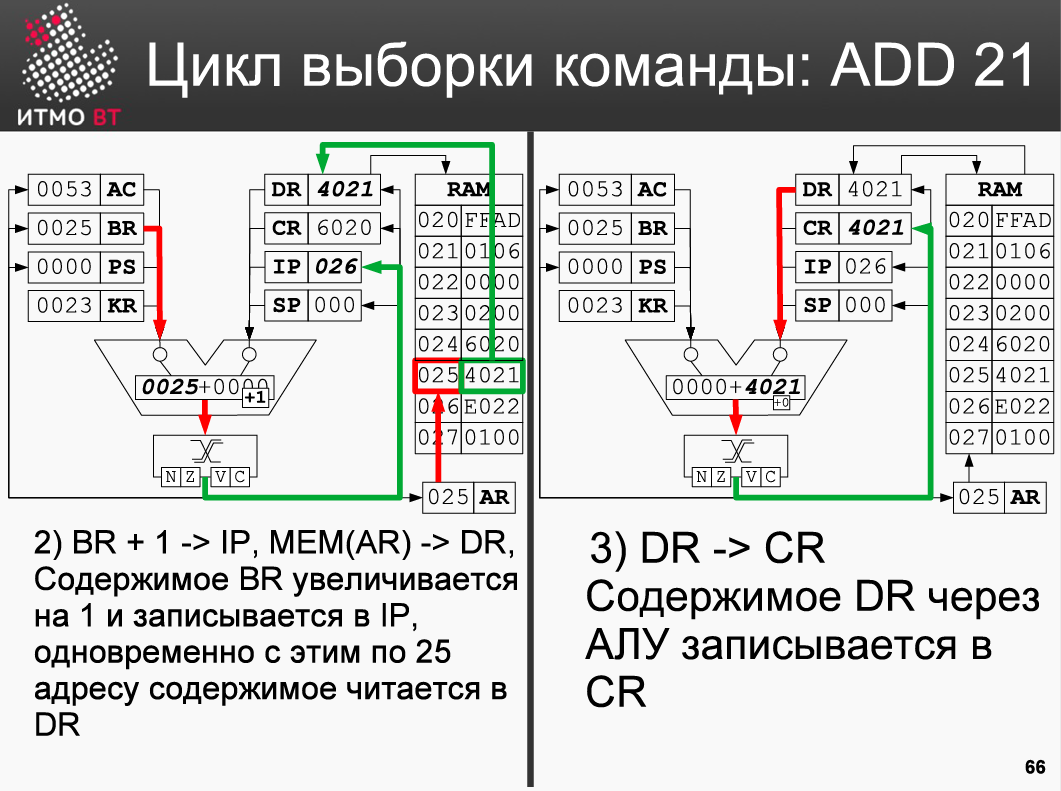 ИТМО ВТ
Цикл выборки команды: ADD 21
0053 AC
0025 BR
0000 PS
0023 KR
DR 4021
CR 6020
IP 026
SP 000
RAM
020 FFAD
021 0106
022 0000
023 0200
024 6020
025 4021
026 E022
027 0100
0025+0000
+1
N Z V C
025 AR
2) BR + 1 -> IP, MEM(AR) -> DR,
Содержимое BR увеличивается
на 1 и записывается в IP,
одновременно с этим по 25
адресу содержимое читается в
DR
0053 AC
0025 BR
0000 PS
0023 KR
DR 4021
CR 4021
IP 026
SP 000
RAM
020 FFAD
021 0106
022 0000
023 0200
024 6020
025 4021
026 E022
027 0100
0000+4021
+0
N Z V C
025 AR
3) DR -> CR
Содержимое DR через
АЛУ записывается в
CR
66